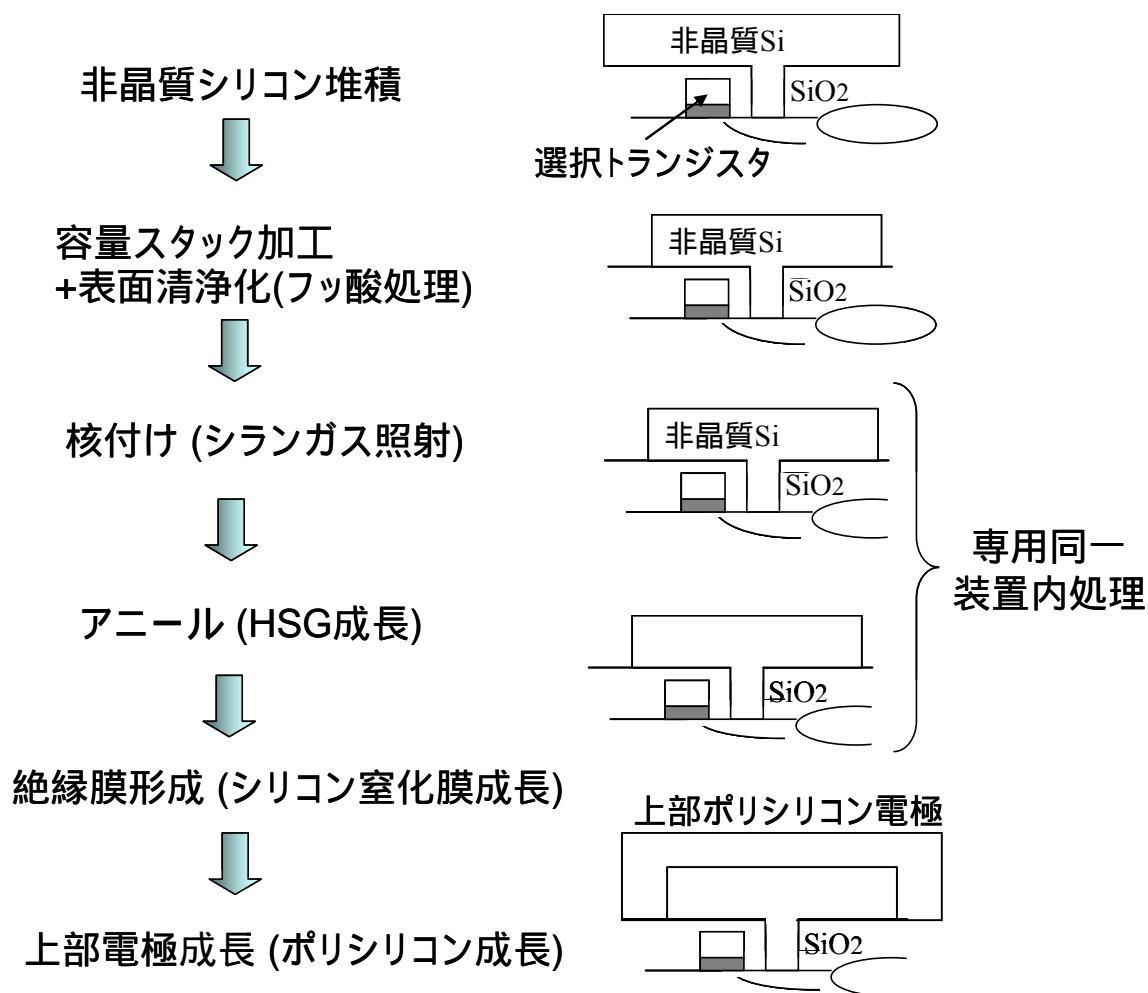 非晶質シリコン堆積
非晶質Si
SiO2
選択トランジスタ
容量スタック加工
+表面清浄化(フッ酸処理)
非晶質Si
SiO2
核付け (シランガス照射)
非晶質Si
SiO2
専用同一
装置内処理
アニール (HSG成長)
SiO2
絶縁膜形成 (シリコン窒化膜成長)
上部ポリシリコン電極
上部電極成長 (ポリシリコン成長)
SiO2